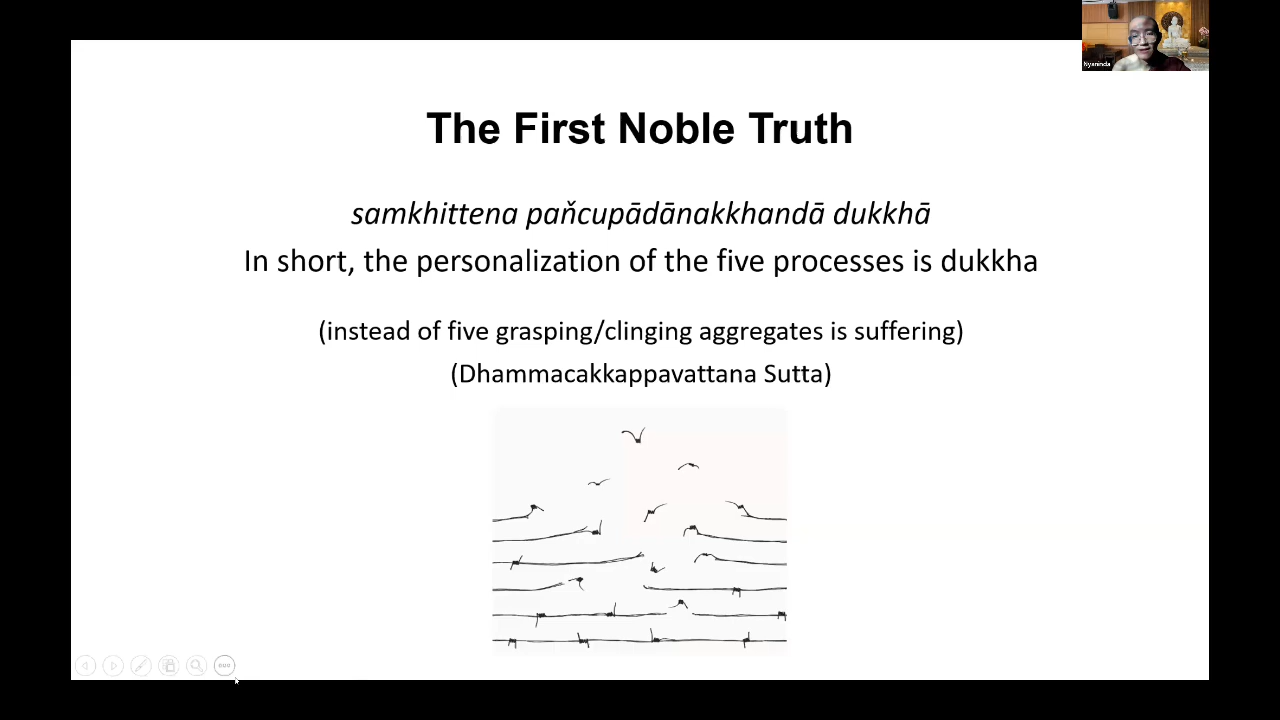 Nyaninda
The First Noble Truth
samkhittena paňcupādānakkhandā dukkhā
In short, the personalization of the five processes is dukkha
(instead of five grasping/clinging aggregates is suffering)
(Dhammacakkappavattana Sutta)